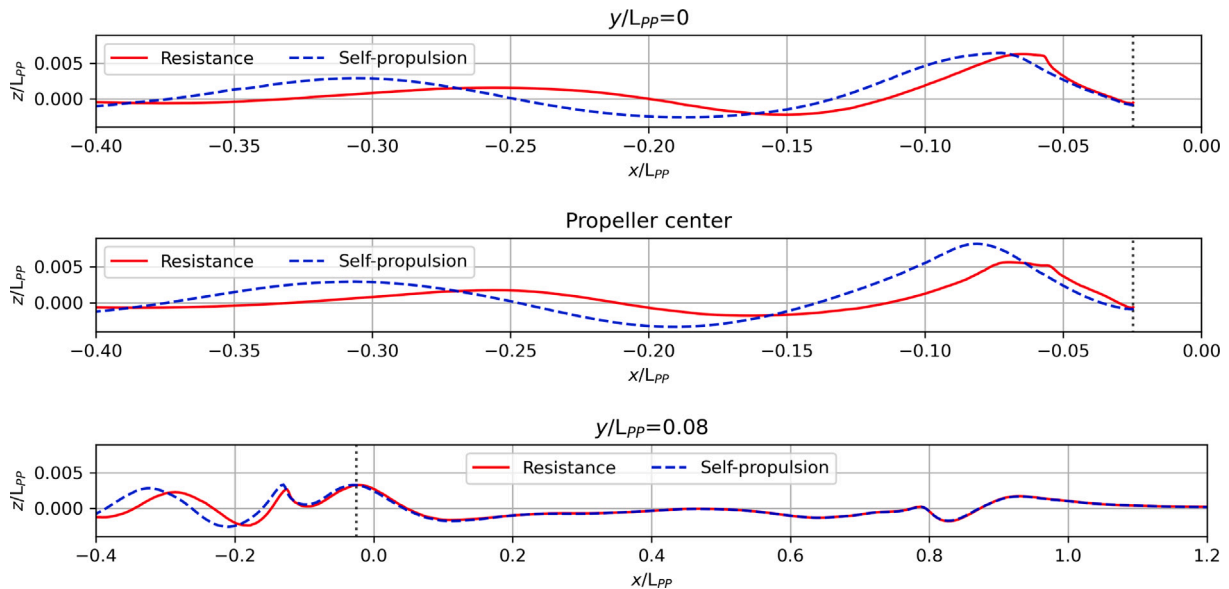 y/L_PP=0
Resistance
Self-propulsion
z/L_PP
0.005
0.000
−0.40 −0.35 −0.30 −0.25 −0.20 −0.15 −0.10 −0.05 0.00
x/L_PP
Propeller center
Resistance
Self-propulsion
z/L_PP
0.005
0.000
−0.40 −0.35 −0.30 −0.25 −0.20 −0.15 −0.10 −0.05 0.00
x/L_PP
y/L_PP=0.08
Resistance
Self-propulsion
z/L_PP
0.005
0.000
−0.4 −0.2 0.0 0.2 0.4 0.6 0.8 1.0 1.2
x/L_PP